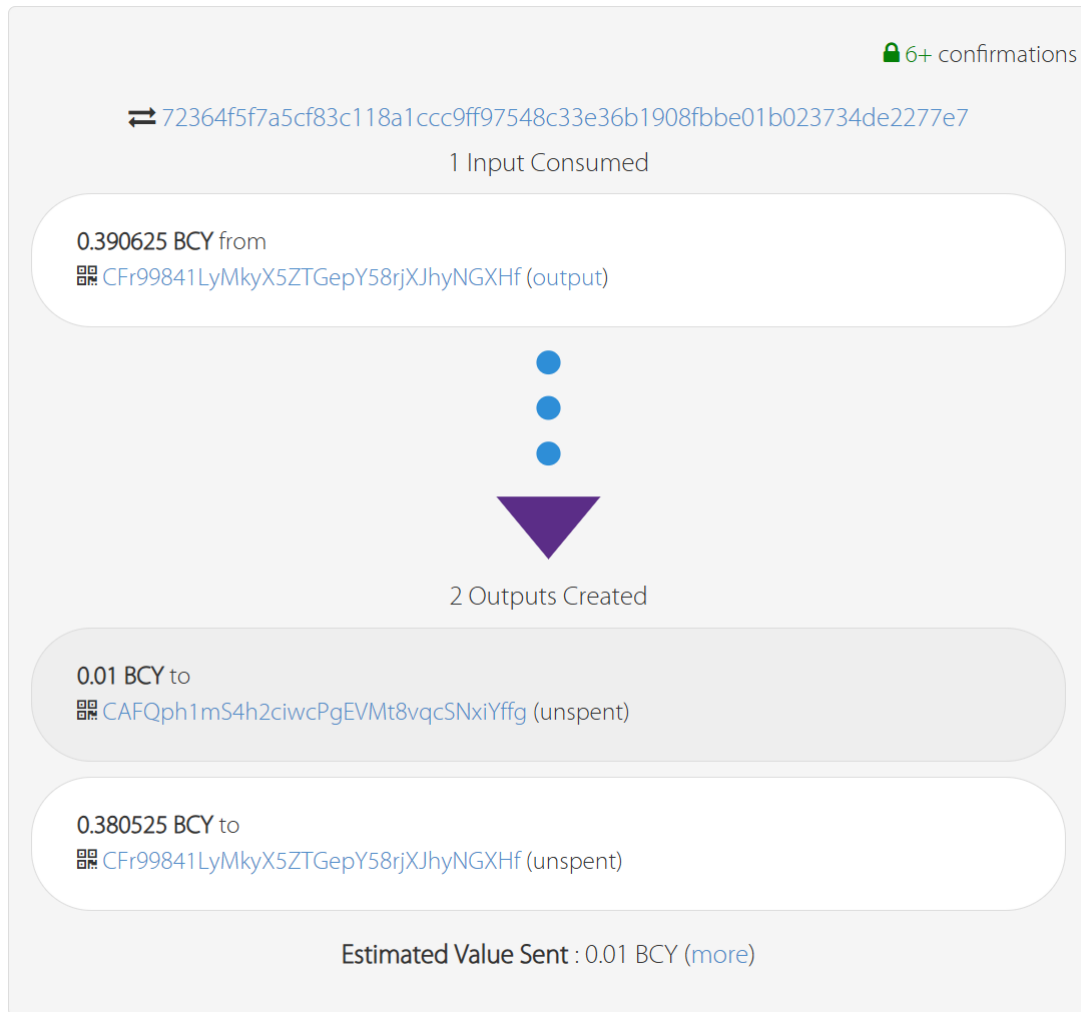 6+ confirmations
72364f5f7a5cf83c118a1ccc9ff97548c33e36b1908fbbe01b023734de2277e7
1 Input Consumed
0.390625 BCY from
CFr99841LyMkyX5ZTGepY58rjXJhyNGXHf (output)
2 Outputs Created
0.01 BCY to
CAFQph1mS4h2ciwcPgEVMt8vqcSNxiYffg (unspent)
0.380525 BCY to
CFr99841LyMkyX5ZTGepY58rjXJhyNGXHf (unspent)
Estimated Value Sent : 0.01 BCY (more)